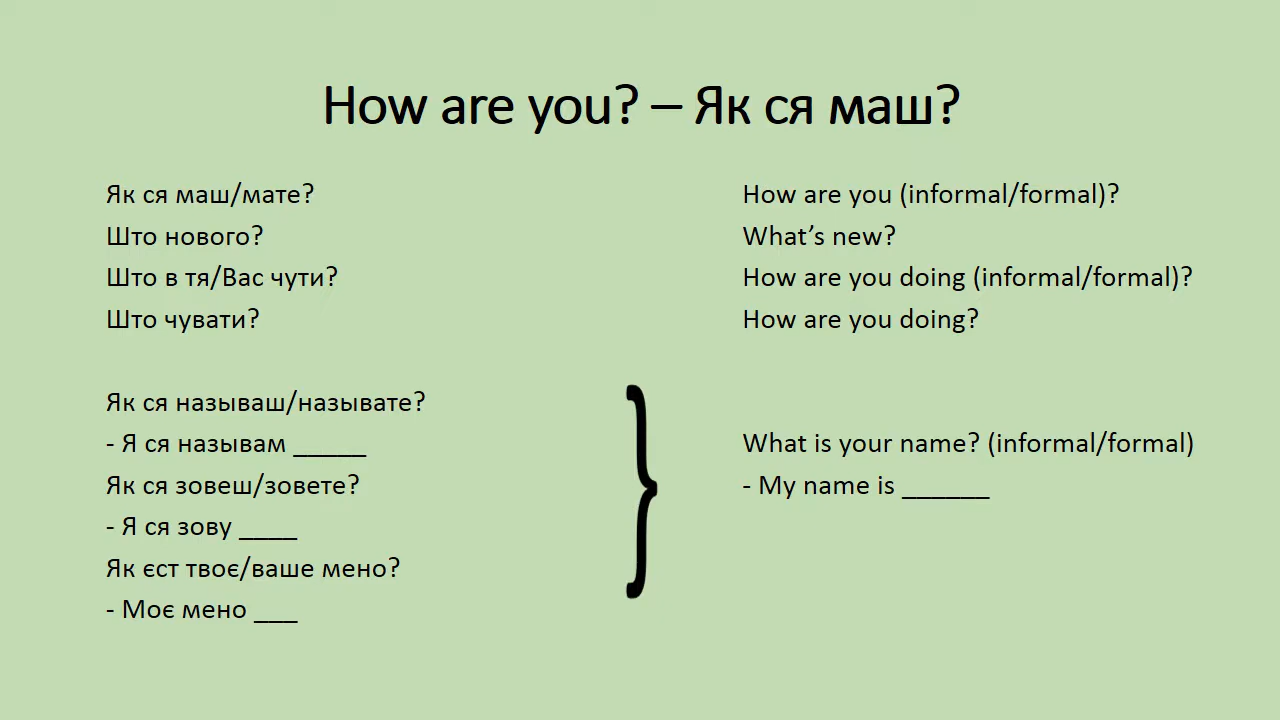 How are you? – Як ся маш?
Як ся маш/мате?
Што нового?
Што в тя/Вас чути?
Што чувати?
Як ся называш/называте?
- Я ся называм _____
Як ся зовеш/зовете?
- Я ся зову ____
Як єст твоє/ваше мено?
- Моє мено ___
How are you (informal/formal)?
What’s new?
How are you doing (informal/formal)?
How are you doing?
What is your name? (informal/formal)
- My name is ______